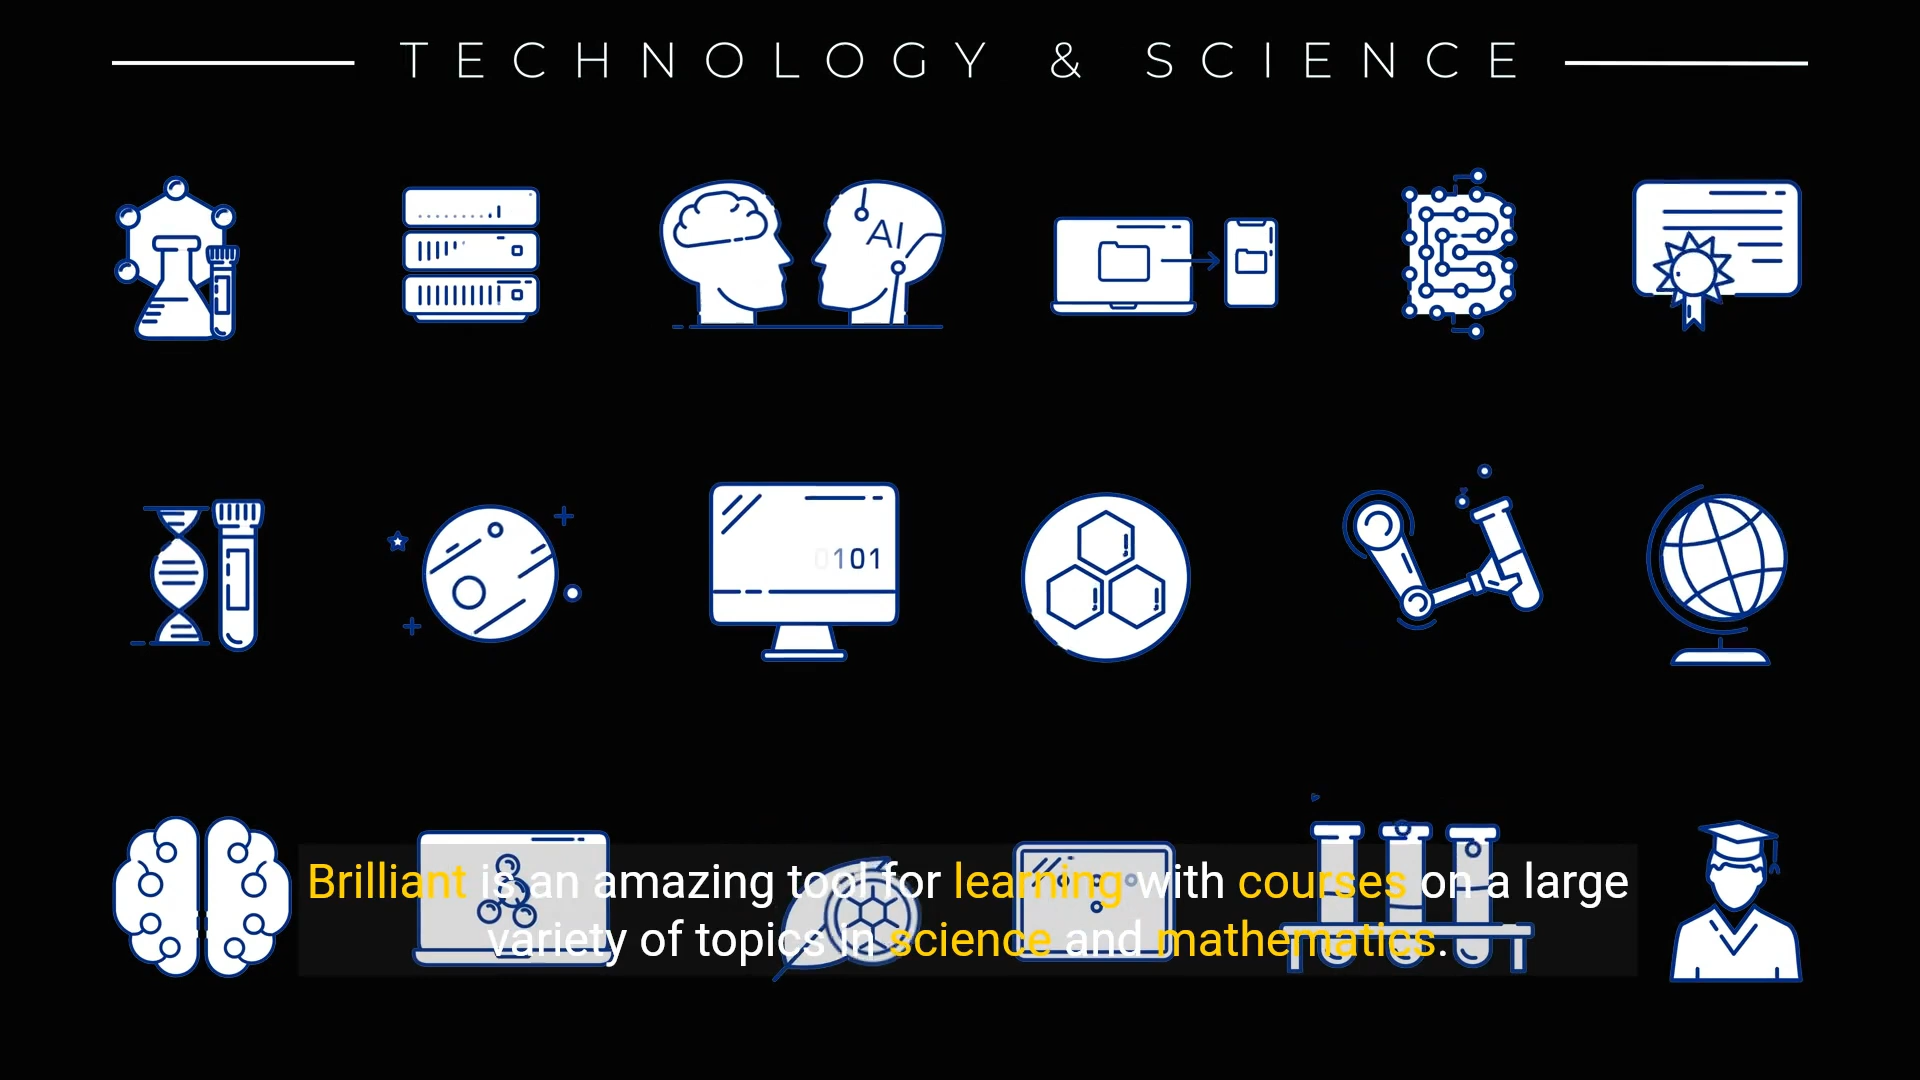 TECHNOLOGY & SCIENCE
AI
0101
Brilliant is an amazing tool for learning with courses on a large
variety of topics in science and mathematics.